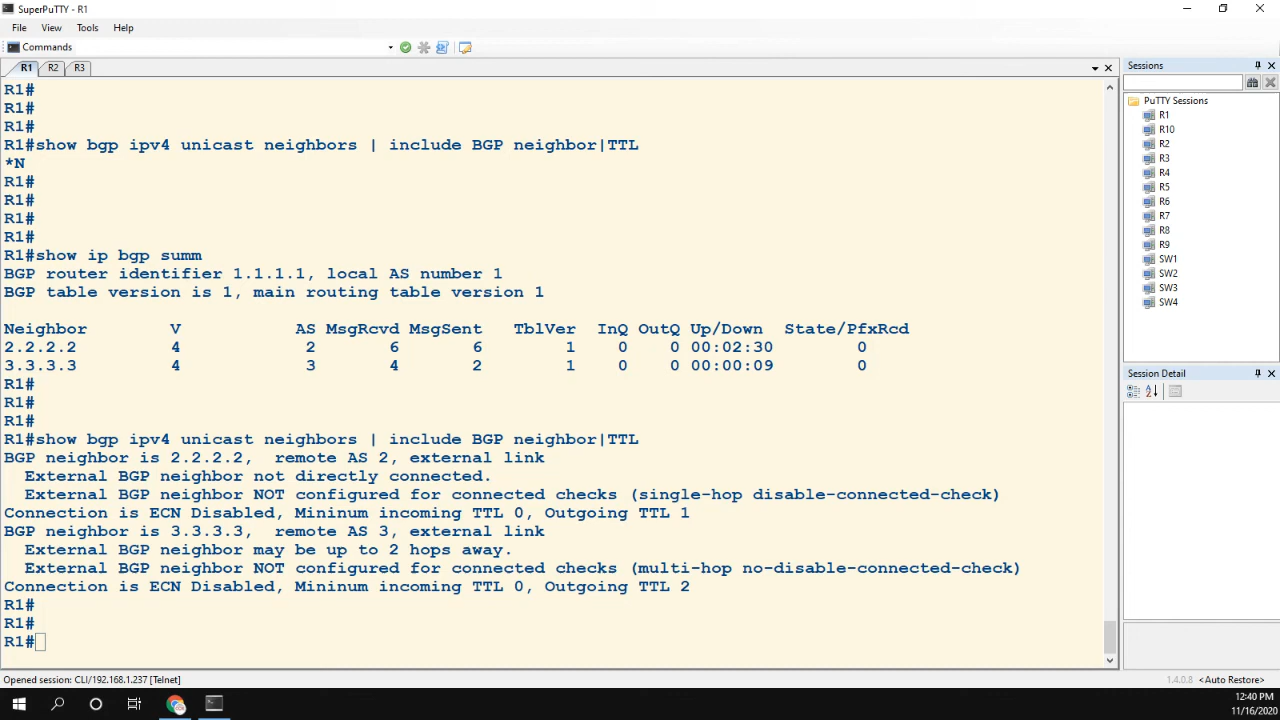 SuperPuTTY - R1
File View Tools Help
Commands
R1 R2 R3
R1#
R1#
R1#
R1#show bgp ipv4 unicast neighbors | include BGP neighbor|TTL
*N
R1#
R1#
R1#
R1#
R1#show ip bgp summ
BGP router identifier 1.1.1.1, local AS number 1
BGP table version is 1, main routing table version 1
Neighbor V AS MsgRcvd MsgSent TblVer InQ OutQ Up/Down State/PfxRcd
2.2.2.2 4 2 6 6 1 0 0 00:02:30 0
3.3.3.3 4 3 4 2 1 0 0 00:00:09 0
R1#
R1#
R1#
R1#show bgp ipv4 unicast neighbors | include BGP neighbor|TTL
BGP neighbor is 2.2.2.2, remote AS 2, external link
External BGP neighbor not directly connected.
External BGP neighbor NOT configured for connected checks (single-hop disable-connected-check)
Connection is ECN Disabled, Mininum incoming TTL 0, Outgoing TTL 1
BGP neighbor is 3.3.3.3, remote AS 3, external link
External BGP neighbor may be up to 2 hops away.
External BGP neighbor NOT configured for connected checks (multi-hop no-disable-connected-check)
Connection is ECN Disabled, Mininum incoming TTL 0, Outgoing TTL 2
R1#
R1#
R1#
Sessions
PuTTY Sessions
R1
R10
R2
R3
R4
R5
R6
R7
R8
R9
SW1
SW2
SW3
SW4
Session Detail
Opened session: CLI/192.168.1.237 [Telnet]
1.4.0.8 <Auto Restore>
12:40 PM
11/16/2020